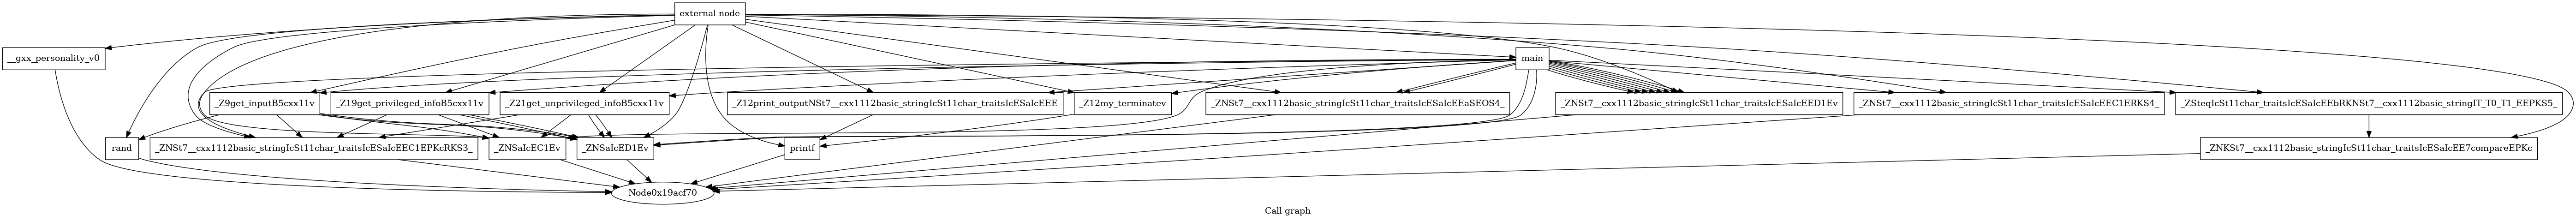 external node
main
__gxx_personality_v0
_Z9get_inputB5cxx11v
_Z19get_privileged_infoB5cxx11v
_Z21get_unprivileged_infoB5cxx11v
_Z12print_outputNSt7__cxx1112basic_stringIcSt11char_traitsIcESaIcEEE
_Z12my_terminatev
_ZNSt7__cxx1112basic_stringIcSt11char_traitsIcESaIcEEaSEOS4_
_ZNSt7__cxx1112basic_stringIcSt11char_traitsIcESaIcEED1Ev
_ZNSt7__cxx1112basic_stringIcSt11char_traitsIcESaIcEEC1ERKS4_
_ZSteqIcSt11char_traitsIcESaIcEEbRKNSt7__cxx1112basic_stringIT_T0_T1_EEPKS5_
rand
_ZNSt7__cxx1112basic_stringIcSt11char_traitsIcESaIcEEC1EPKcRKS3_
_ZNSaIcEC1Ev
_ZNSaIcED1Ev
printf
_ZNKSt7__cxx1112basic_stringIcSt11char_traitsIcESaIcEE7compareEPKc
Node0x19acf70
Call graph